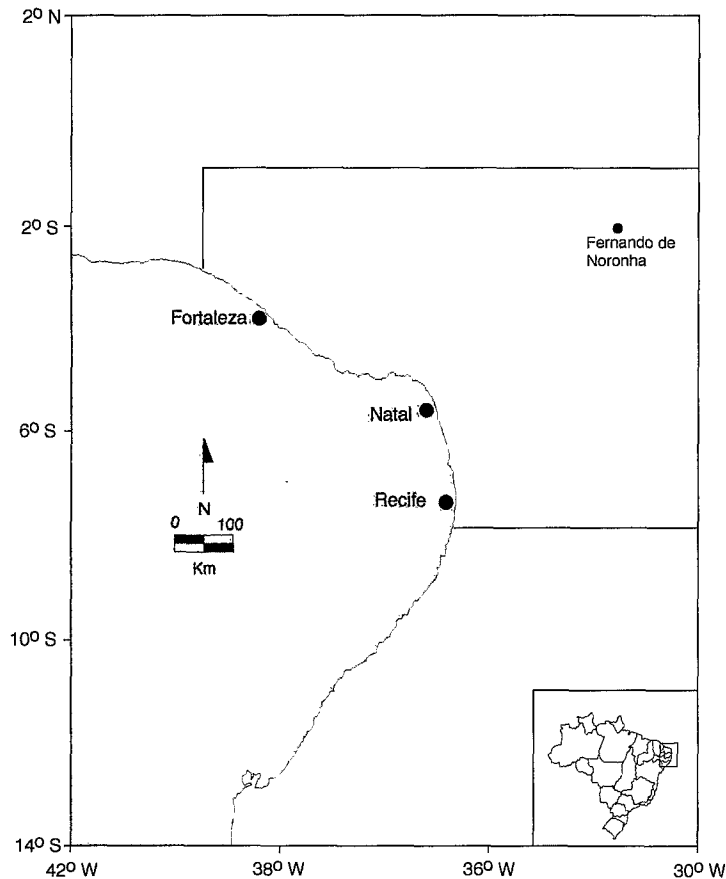 2º N
2º S
Fernando de
Noronha
Fortaleza
Natal
6º S
Recife
N
0 100
Km
10º S
14º S
42º W 38º W 36º W 30º W